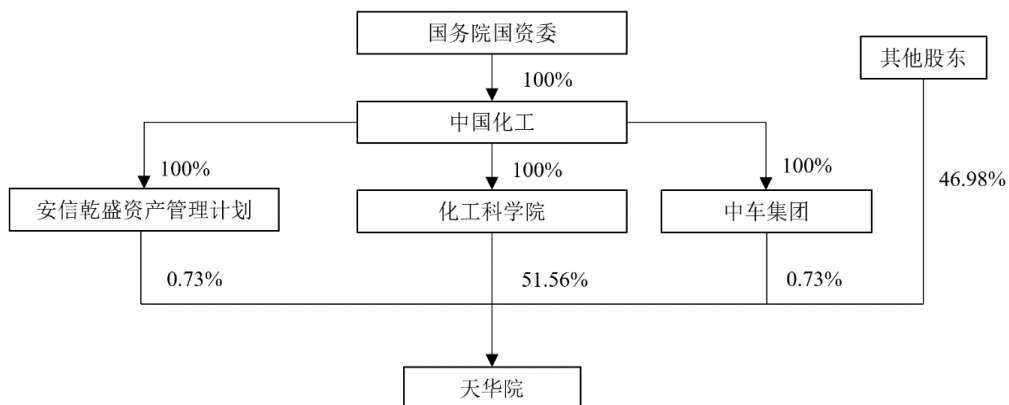 国务院国资委
其他股东
100%
中国化工
100%
100%
100%
46.98%
安信乾盛资产管理计划
化工科学院
中车集团
0.73%
51.56%
0.73%
天华院